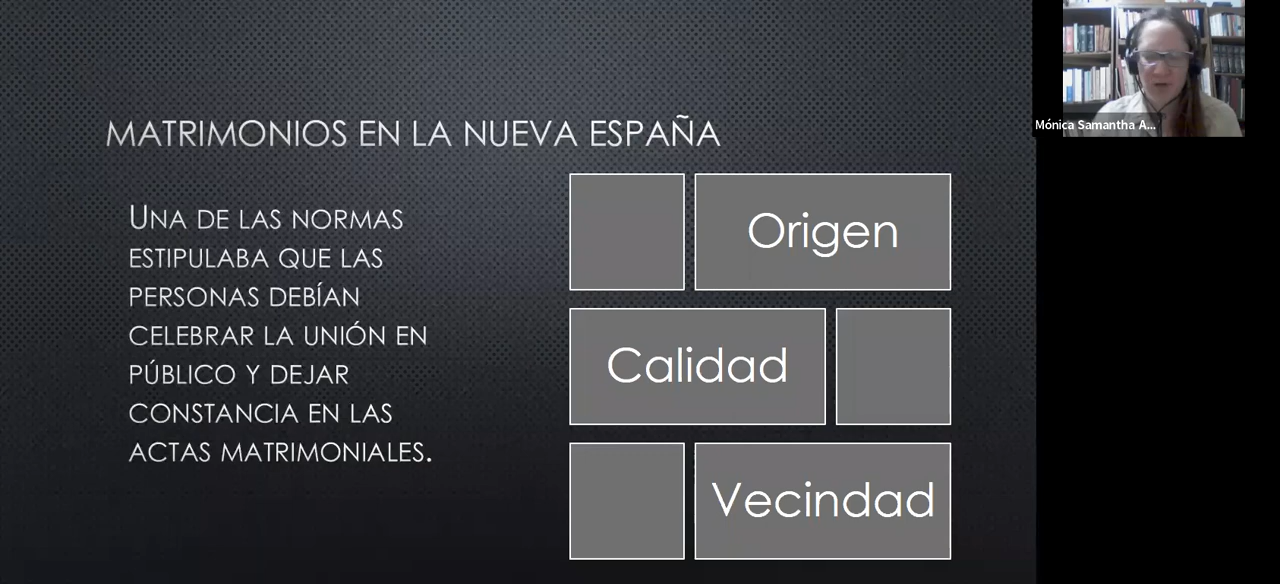 MATRIMONIOS EN LA NUEVA ESPAÑA
UNA DE LAS NORMAS
ESTIPULABA QUE LAS
PERSONAS DEBÍAN
CELEBRAR LA UNIÓN EN
PÚBLICO Y DEJAR
CONSTANCIA EN LAS
ACTAS MATRIMONIALES.
Origen
Calidad
Vecindad
Mónica Samantha A...